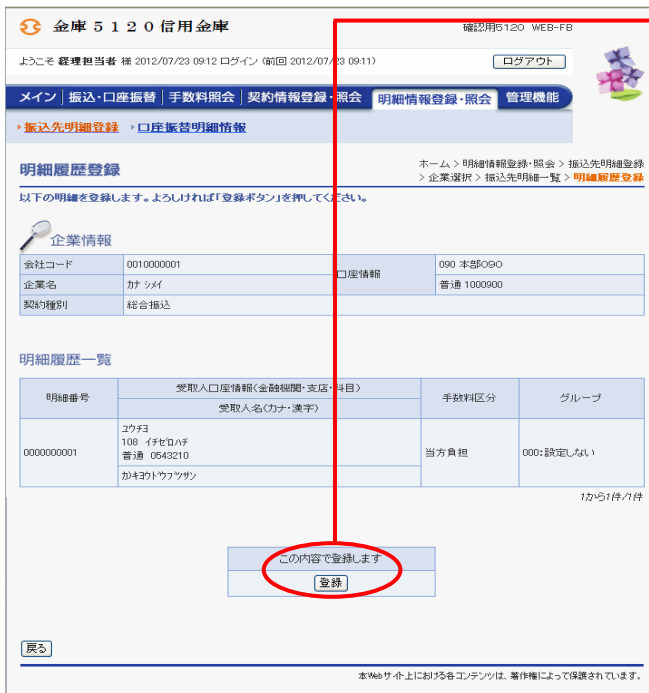 金庫5120信用金庫
確認用5120 WEB-FB
ようこそ 経理担当者 様 2012/07/23 09:12 ログイン (前回 2012/07/23 09:11)
ログアウト
メイン 振込・口座振替 手数料照会 契約情報登録・照会 明細情報登録・照会 管理機能
振込先明細登録 口座振替明細情報
明細履歴登録
ホーム > 明細情報登録・照会 > 振込先明細登録
> 企業選択 > 振込先明細一覧 > 明細履歴登録
以下の明細を登録します。よろしければ「登録ボタン」を押してください。
企業情報
会社コード 0010000001 口座情報 090 本部090
企業名 カナ シメイ 普通 1000900
契約種別 総合振込
明細履歴一覧
明細番号 受取人口座情報(金融機関・支店・科目) 手数料区分 グループ
受取人名(カナ・漢字)
0000000001 ユウチヨ
108 イチゼロハチ
普通 0543210
当方負担 000:設定しない
カ)キヨウトドウブツサン
1から1件/1件
この内容で登録します
登録
戻る
本Webサイト上における各コンテンツは、著作権によって保護されています。